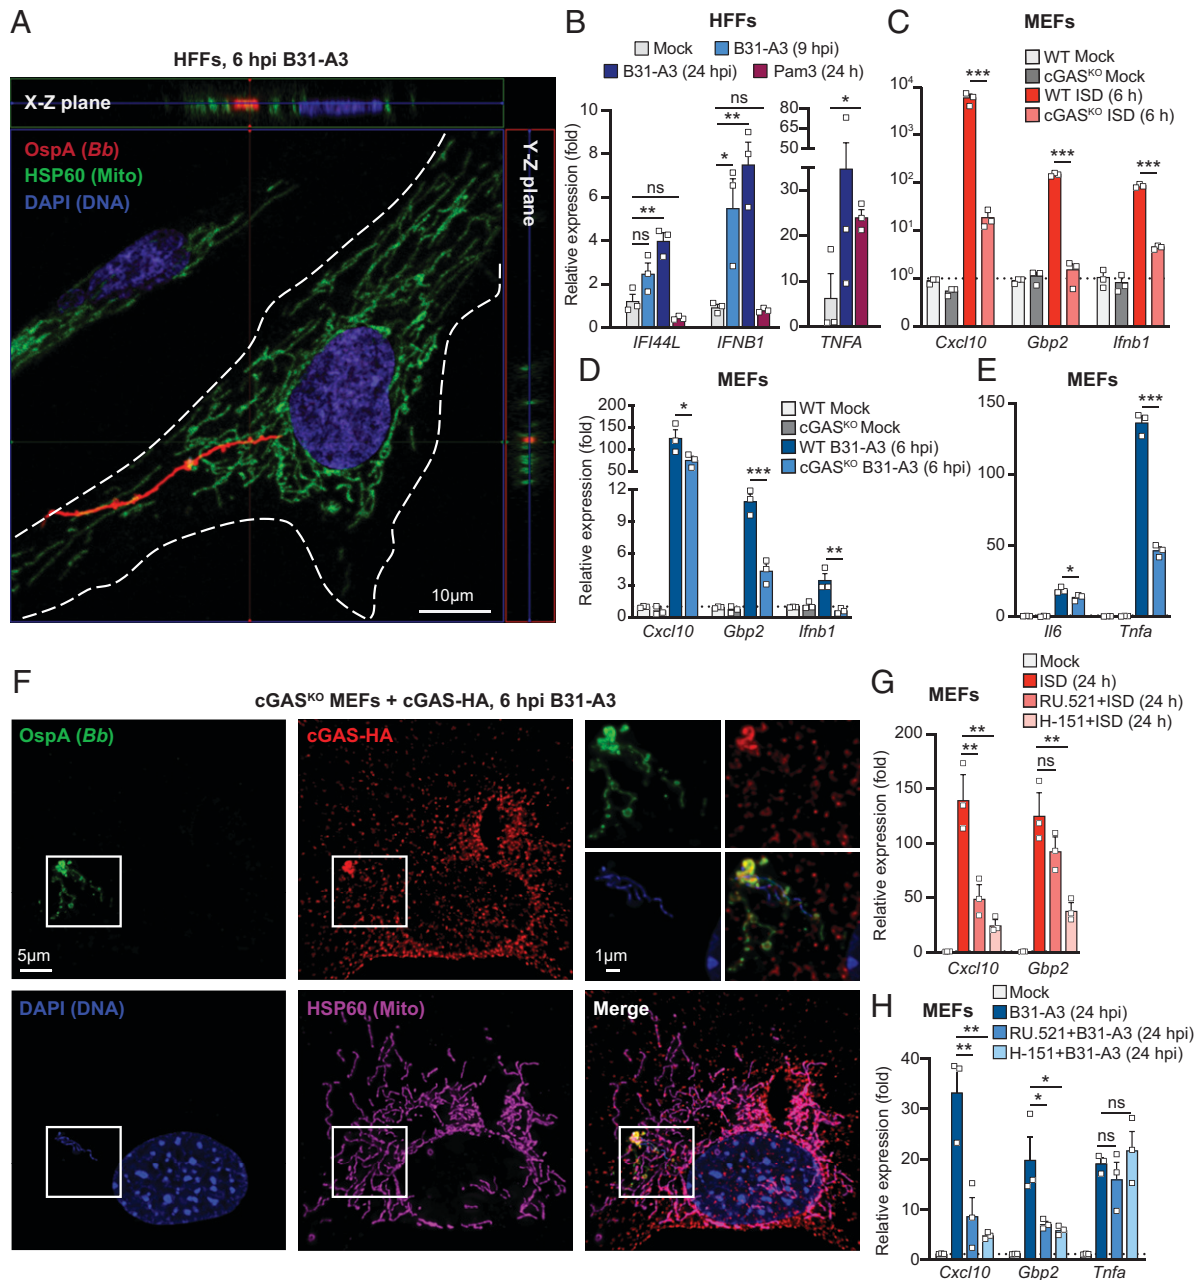 A
HFFs, 6 hpi B31-A3
X-Z plane
OspA (Bb)
HSP60 (Mito)
DAPI (DNA)
Y-Z plane
10µm
B
HFFs
Mock
B31-A3 (9 hpi)
B31-A3 (24 hpi)
Pam3 (24 h)
Relative expression (fold)
10
8
6
4
2
0
ns
**
ns
ns
**
*
IFI44L
IFNB1
80
65
50
30
20
10
0
*
TNFA
C
MEFs
WT Mock
cGASKO Mock
WT ISD (6 h)
cGASKO ISD (6 h)
104
103
102
101
100
0
***
***
***
Cxcl10
Gbp2
Ifnb1
D
MEFs
WT Mock
cGASKO Mock
WT B31-A3 (6 hpi)
cGASKO B31-A3 (6 hpi)
Relative expression (fold)
200
150
100
50
12
9
6
3
0
*
***
**
Cxcl10
Gbp2
Ifnb1
E
MEFs
150
100
50
0
*
***
Il6
Tnfa
F
cGASKO MEFs + cGAS-HA, 6 hpi B31-A3
OspA (Bb)
5µm
cGAS-HA
1µm
DAPI (DNA)
HSP60 (Mito)
Merge
G
MEFs
Mock
ISD (24 h)
RU.521+ISD (24 h)
H-151+ISD (24 h)
Relative expression (fold)
200
150
100
50
0
**
**
**
ns
Cxcl10
Gbp2
H
MEFs
Mock
B31-A3 (24 hpi)
RU.521+B31-A3 (24 hpi)
H-151+B31-A3 (24 hpi)
Relative expression (fold)
40
30
20
10
0
**
**
*
*
ns
ns
Cxcl10
Gbp2
Tnfa